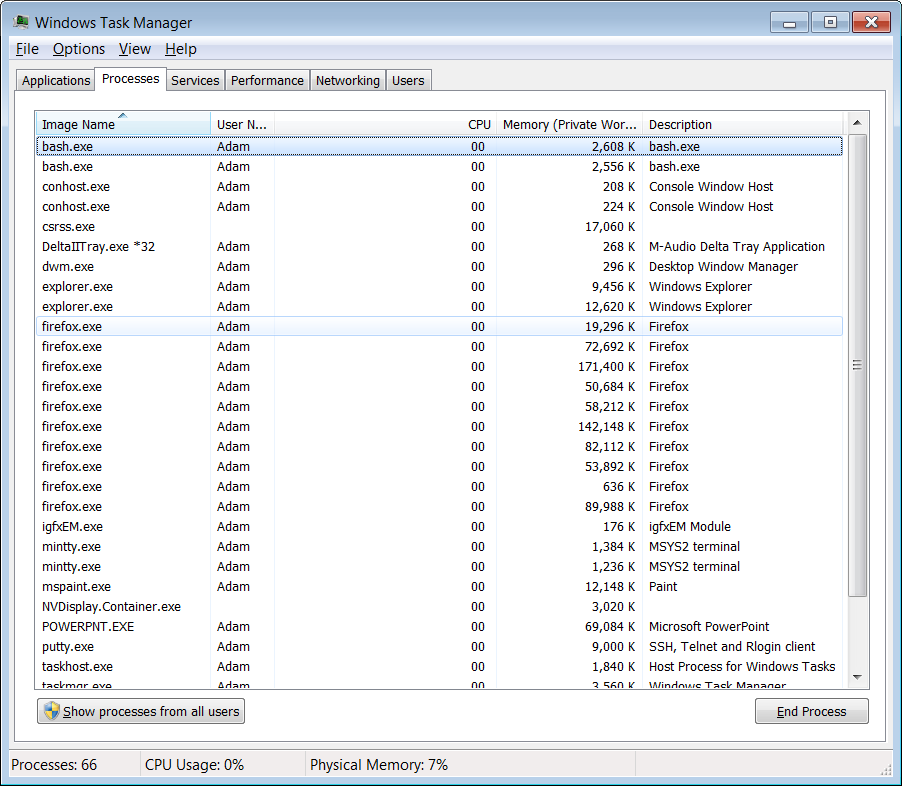 Windows Task Manager
File Options View Help
Applications Processes Services Performance Networking Users
Image Name User N... CPU Memory (Private Wor... Description
bash.exe Adam 00 2,608 K bash.exe
bash.exe Adam 00 2,556 K bash.exe
conhost.exe Adam 00 208 K Console Window Host
conhost.exe Adam 00 224 K Console Window Host
csrss.exe 00 17,060 K
DeltaIITray.exe *32 Adam 00 268 K M-Audio Delta Tray Application
dwm.exe Adam 00 296 K Desktop Window Manager
explorer.exe Adam 00 9,456 K Windows Explorer
explorer.exe Adam 00 12,620 K Windows Explorer
firefox.exe Adam 00 19,296 K Firefox
firefox.exe Adam 00 72,692 K Firefox
firefox.exe Adam 00 171,400 K Firefox
firefox.exe Adam 00 50,684 K Firefox
firefox.exe Adam 00 58,212 K Firefox
firefox.exe Adam 00 142,148 K Firefox
firefox.exe Adam 00 82,112 K Firefox
firefox.exe Adam 00 53,892 K Firefox
firefox.exe Adam 00 636 K Firefox
firefox.exe Adam 00 89,988 K Firefox
igfxEM.exe Adam 00 176 K igfxEM Module
mintty.exe Adam 00 1,384 K MSYS2 terminal
mintty.exe Adam 00 1,236 K MSYS2 terminal
mspaint.exe Adam 00 12,148 K Paint
NVDisplay.Container.exe 00 3,020 K
POWERPNT.EXE Adam 00 69,084 K Microsoft PowerPoint
putty.exe Adam 00 9,000 K SSH, Telnet and Rlogin client
taskhost.exe Adam 00 1,840 K Host Process for Windows Tasks
taskmgr.exe Adam 00 3,560 K Windows Task Manager
Show processes from all users End Process
Processes: 66 CPU Usage: 0% Physical Memory: 7%